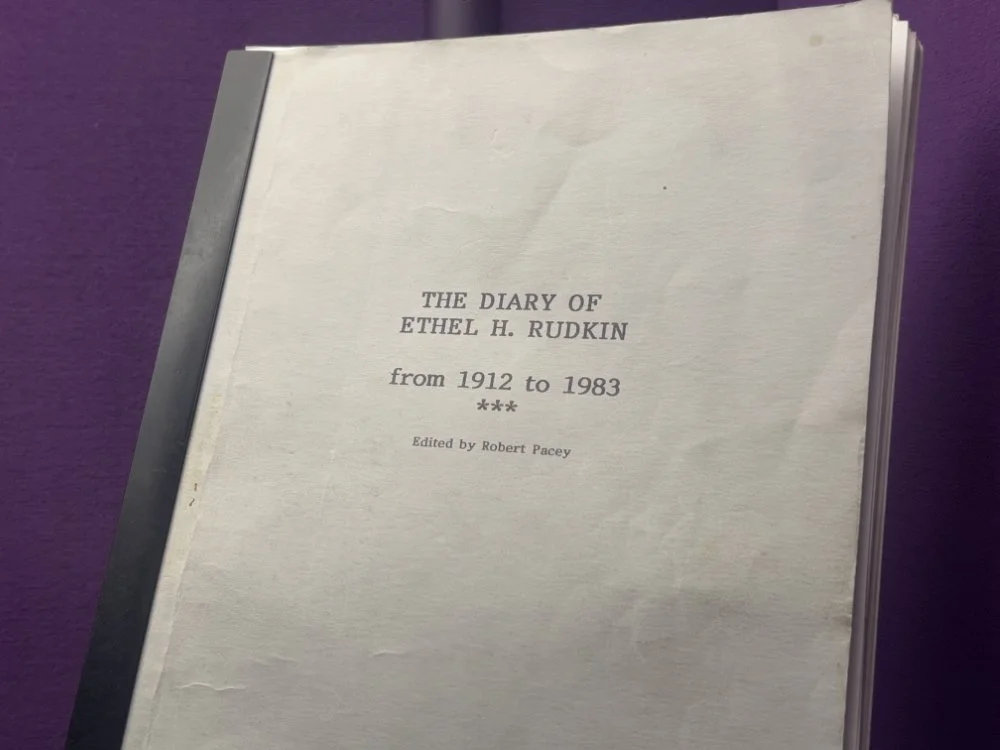 THE DIARY OF
ETHEL H. RUDKIN
from 1912 to 1983
***
Edited by Robert Pacey